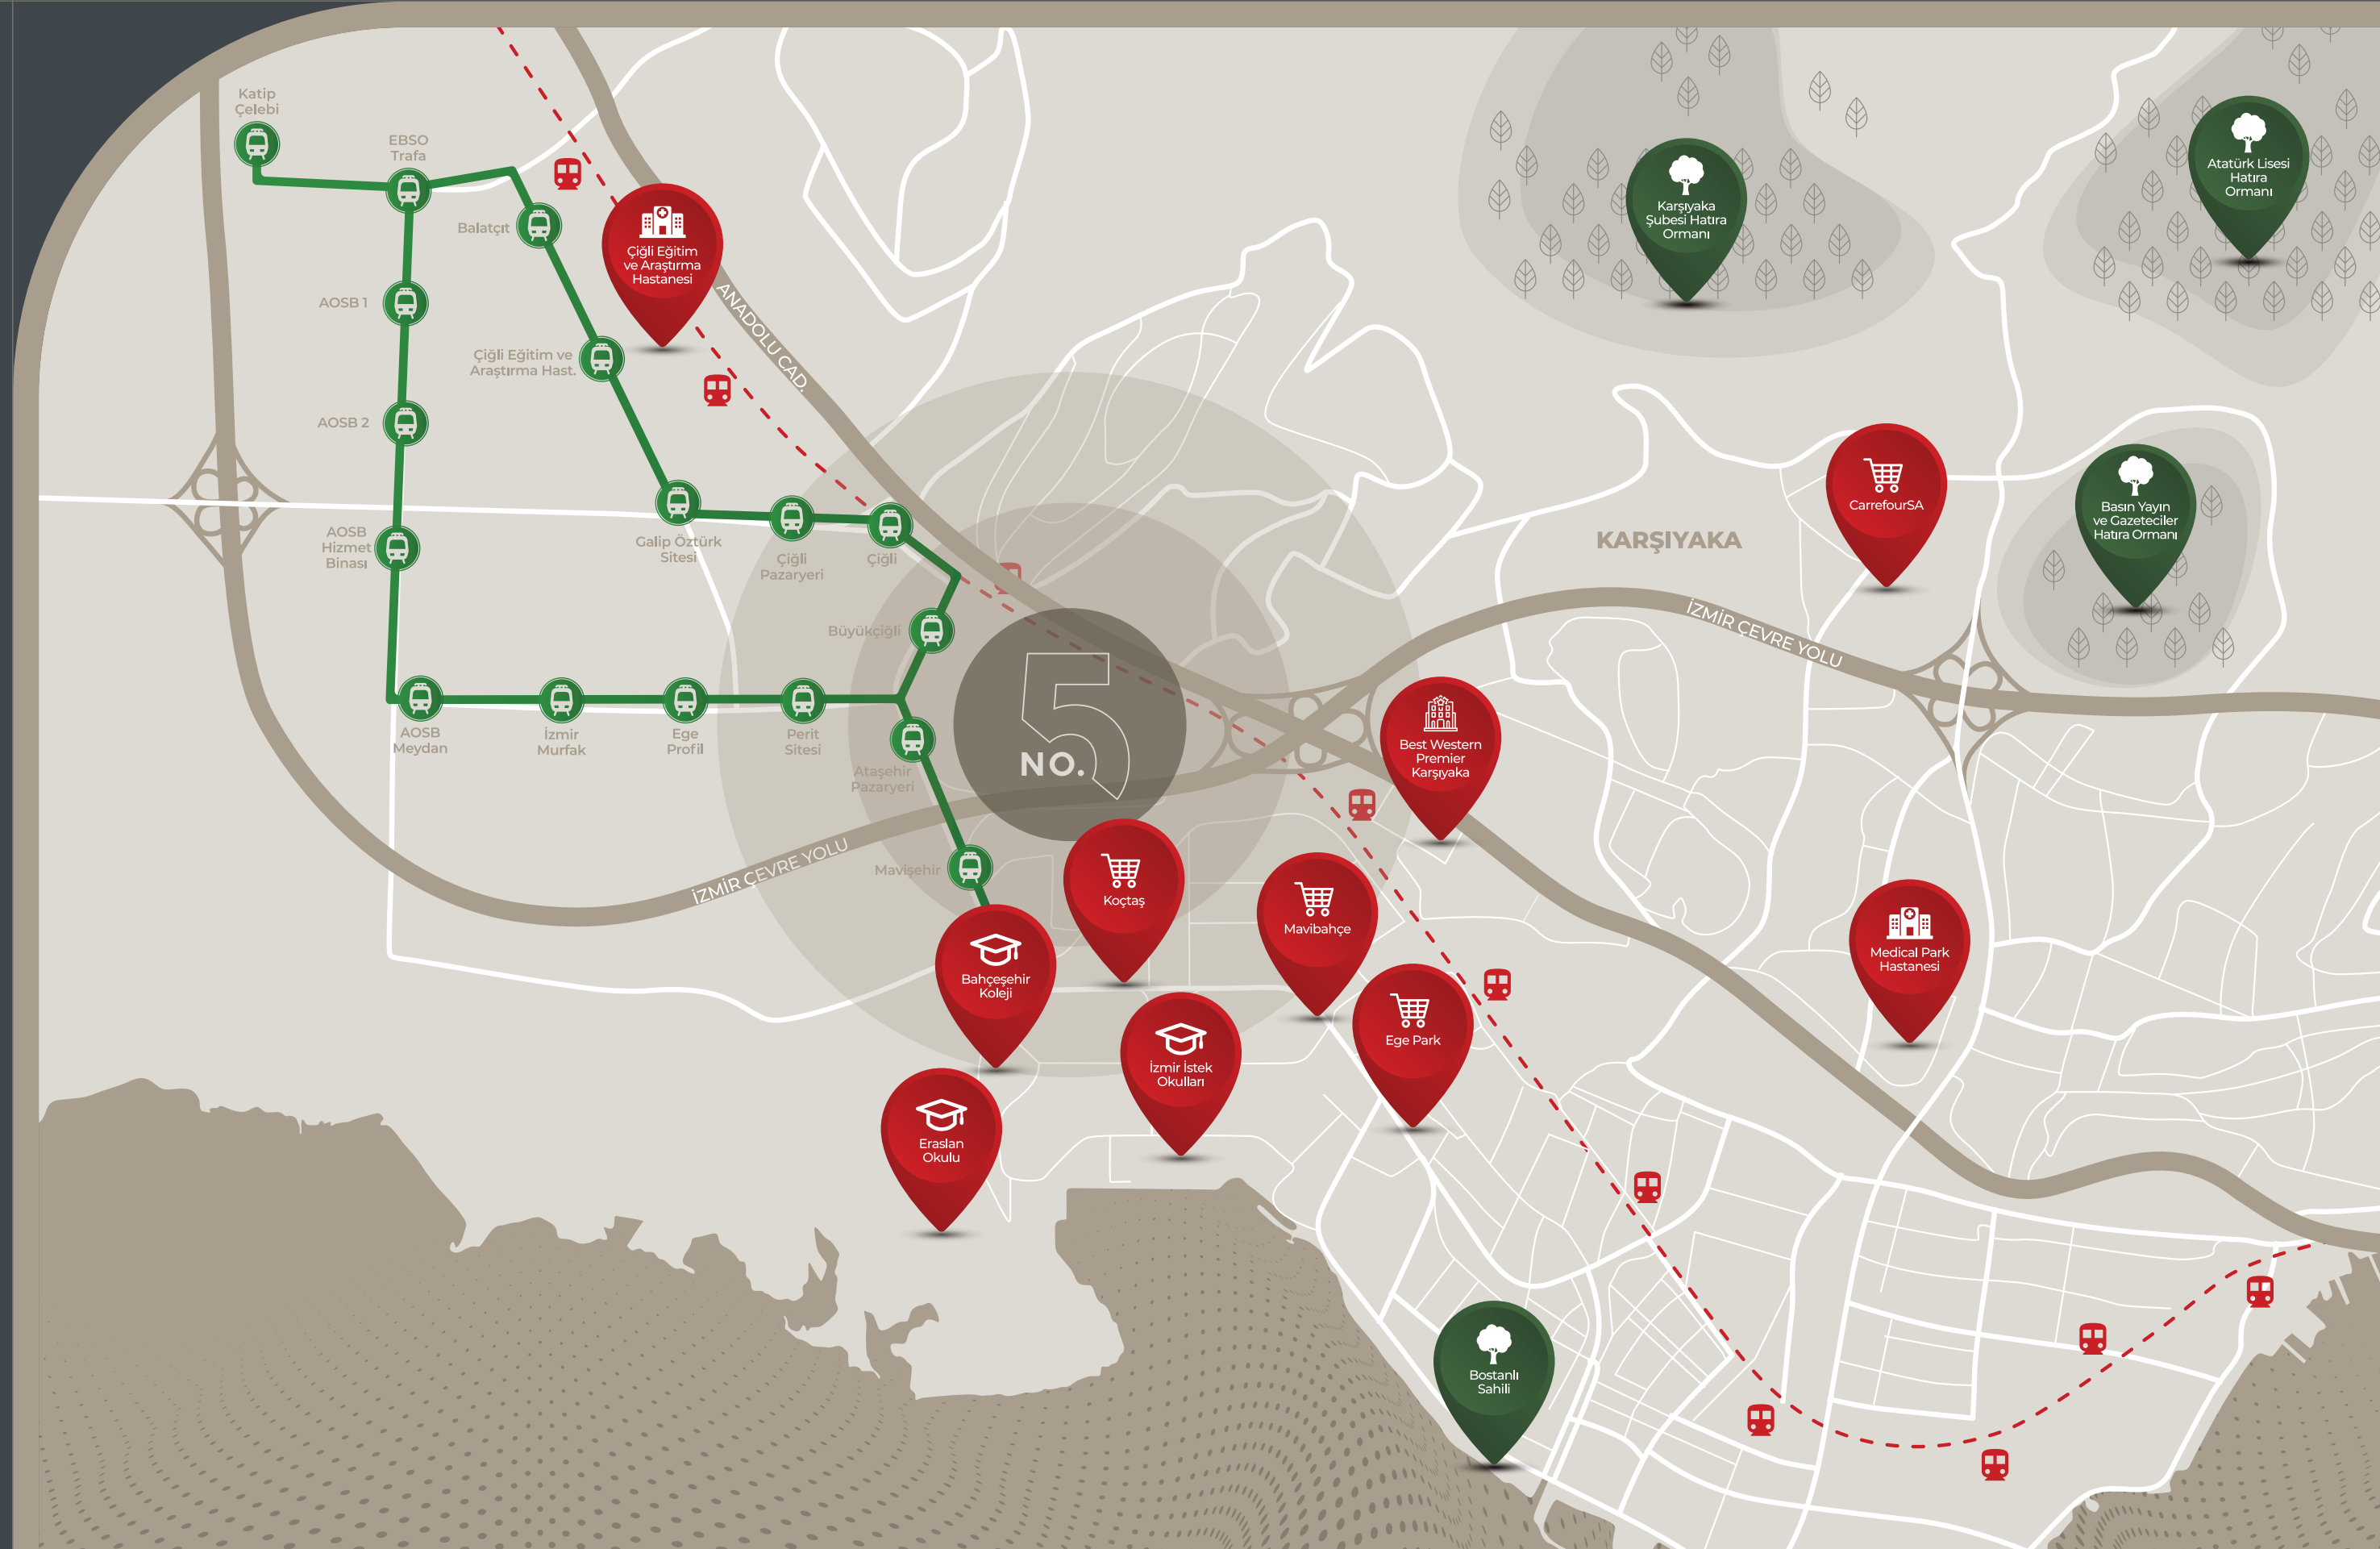 Katip
Çelebi
EBSO
Trafa
Balatçıt
AOSB 1
Çiğli Eğitim ve
Araştırma Hast.
AOSB 2
AOSB
Hizmet
Binası
Galip Öztürk
Sitesi
Çiğli
Pazaryeri
Çiğli
Büyükçiğli
AOSB
Meydan
İzmir
Murfak
Ege
Profil
Perit
Sitesi
Ataşehir
Pazaryeri
Mavişehir
Çiğli Eğitim
ve Araştırma
Hastanesi
ANADOLU CAD.
Karşıyaka
Şubesi Hatıra
Ormanı
Atatürk Lisesi
Hatıra
Ormanı
CarrefourSA
Basın Yayın
ve Gazeteciler
Hatıra Ormanı
KARŞIYAKA
İZMİR ÇEVRE YOLU
NO.5
Best Western
Premier
Karşıyaka
İZMİR ÇEVRE YOLU
Koçtaş
Mavibahçe
Medical Park
Hastanesi
Bahçeşehir
Koleji
Ege Park
İzmir İstek
Okulları
Eraslan
Okulu
Bostanlı
Sahili